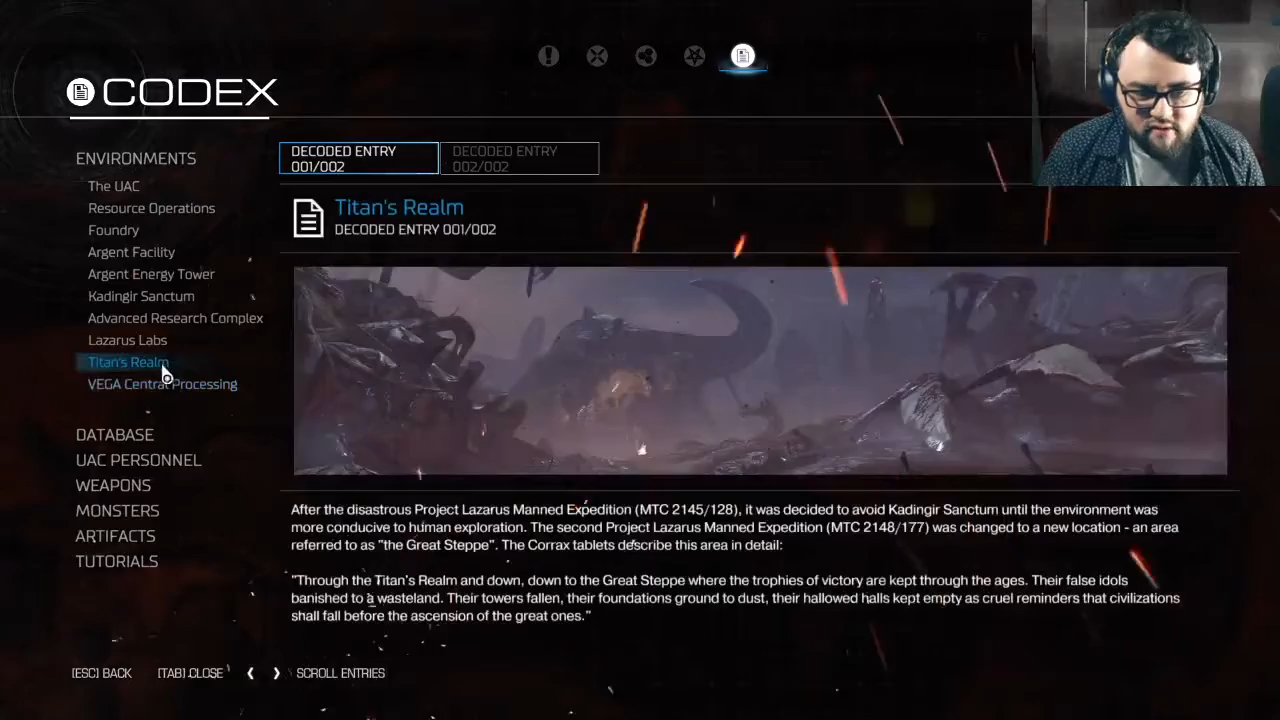 CODEX
ENVIRONMENTS
The UAC
Resource Operations
Foundry
Argent Facility
Argent Energy Tower
Kadingir Sanctum
Advanced Research Complex
Lazarus Labs
Titan's Realm
VEGA Central Processing
DATABASE
UAC PERSONNEL
WEAPONS
MONSTERS
ARTIFACTS
TUTORIALS
DECODED ENTRY
001/002
DECODED ENTRY
002/002
Titan's Realm
DECODED ENTRY 001/002
After the disastrous Project Lazarus Manned Expedition (MTC 2145/128), it was decided to avoid Kadingir Sanctum until the environment was
more conducive to human exploration. The second Project Lazarus Manned Expedition (MTC 2148/177) was changed to a new location - an area
referred to as "the Great Steppe". The Corrax tablets describe this area in detail:
"Through the Titan's Realm and down, down to the Great Steppe where the trophies of victory are kept through the ages. Their false idols
banished to a wasteland. Their towers fallen, their foundations ground to dust, their hallowed halls kept empty as cruel reminders that civilizations
shall fall before the ascension of the great ones."
[ESC] BACK [TAB] CLOSE ❮ ❯ SCROLL ENTRIES